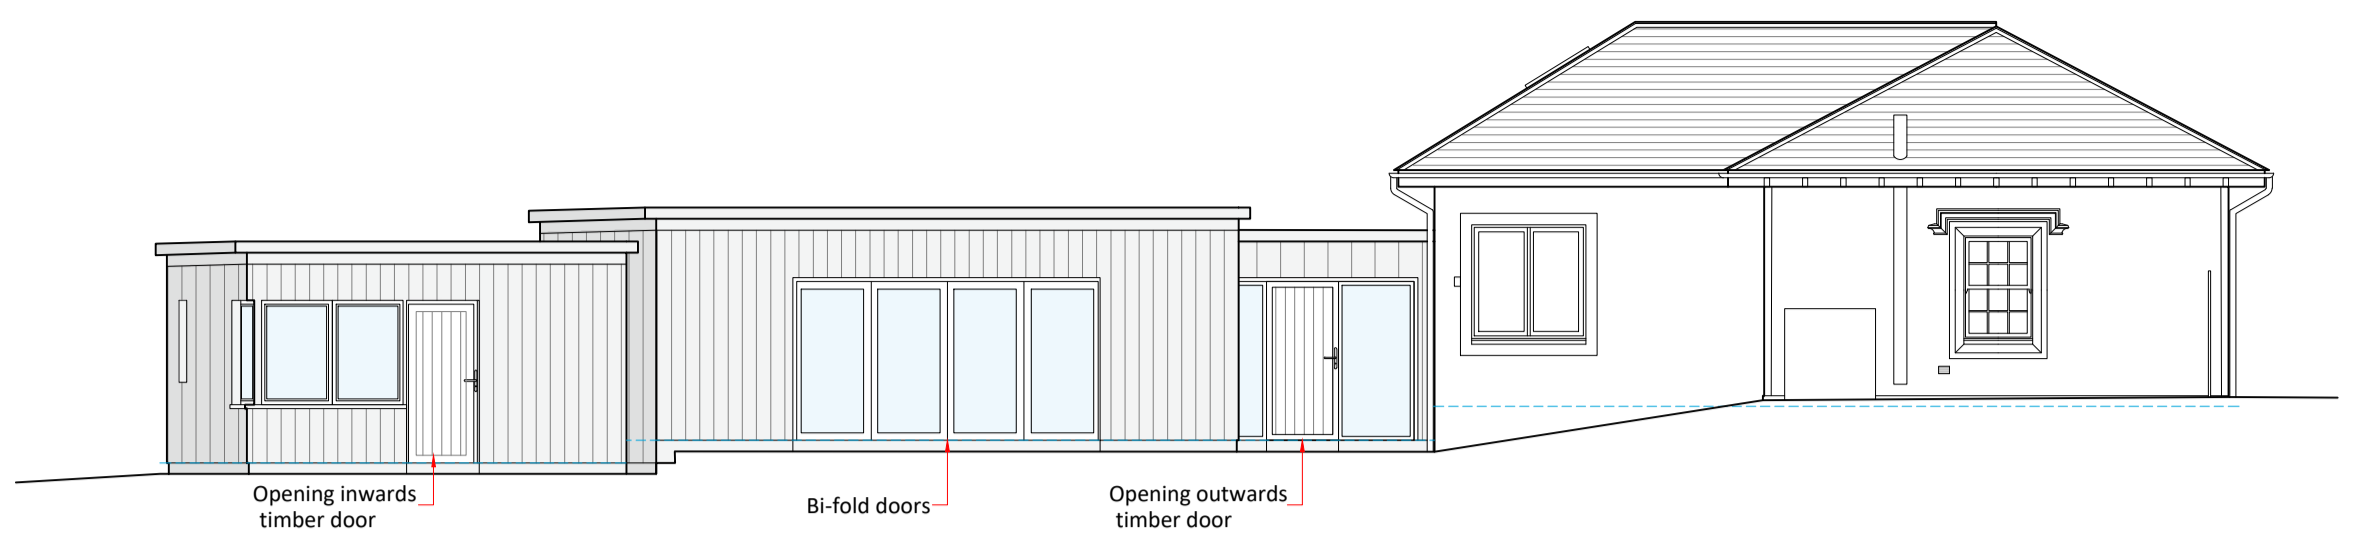 Opening inwards
timber door
Bi-fold doors
Opening outwards
timber door